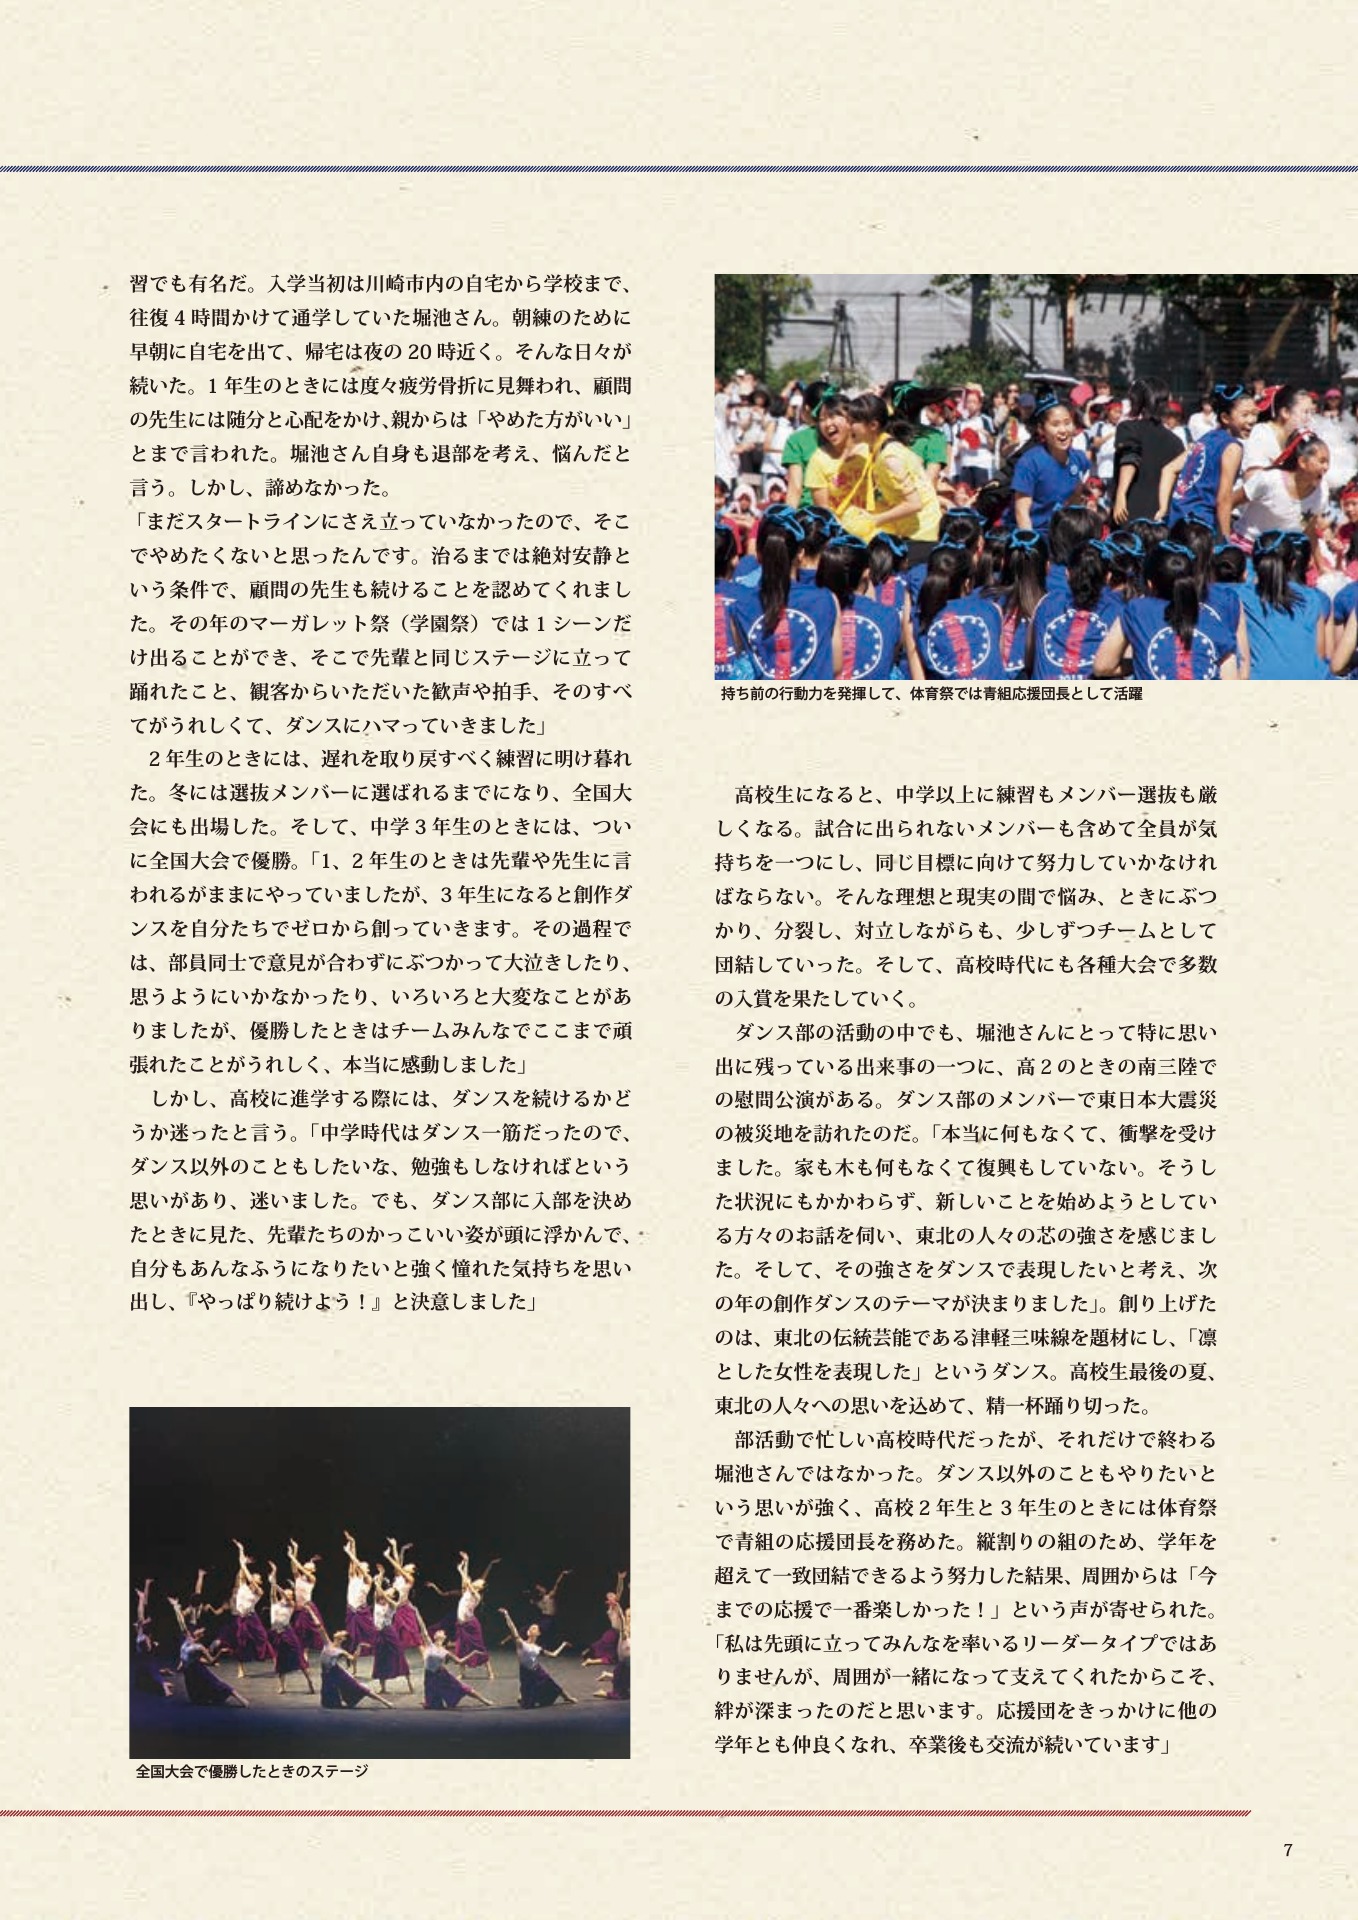 習でも有名だ。入学当初は川崎市内の自宅から学校まで、
往復 4 時間かけて通学していた堀池さん。朝練のために
早朝に自宅を出て、帰宅は夜の 20 時近く。そんな日々が
続いた。1 年生のときには度々疲労骨折に見舞われ、顧問
の先生には随分と心配をかけ、親からは「やめた方がいい」
とまで言われた。堀池さん自身も退部を考え、悩んだと
言う。しかし、諦めなかった。
「まだスタートラインにさえ立っていなかったので、そこ
でやめたくないと思ったんです。治るまでは絶対安静と
いう条件で、顧問の先生も続けることを認めてくれまし
た。その年のマーガレット祭（学園祭）では 1 シーンだ
け出ることができ、そこで先輩と同じステージに立って
踊れたこと、観客からいただいた歓声や拍手、そのすべ
てがうれしくて、ダンスにハマっていきました」
　2 年生のときには、遅れを取り戻すべく練習に明け暮れ
た。冬には選抜メンバーに選ばれるまでになり、全国大
会にも出場した。そして、中学 3 年生のときには、つい
に全国大会で優勝。「1、2 年生のときは先輩や先生に言
われるがままにやっていましたが、3 年生になると創作ダ
ンスを自分たちでゼロから創っていきます。その過程で
は、部員同士で意見が合わずにぶつかって大泣きしたり、
思うようにいかなかったり、いろいろと大変なことがあ
りましたが、優勝したときはチームみんなでここまで頑
張れたことがうれしく、本当に感動しました」
　しかし、高校に進学する際には、ダンスを続けるかど
うか迷ったと言う。「中学時代はダンス一筋だったので、
ダンス以外のこともしたいな、勉強もしなければという
思いがあり、迷いました。でも、ダンス部に入部を決め
たときに見た、先輩たちのかっこいい姿が頭に浮かんで、
自分もあんなふうになりたいと強く憧れた気持ちを思い
出し、『やっぱり続けよう！』と決意しました」
全国大会で優勝したときのステージ
持ち前の行動力を発揮して、体育祭では青組応援団長として活躍
　高校生になると、中学以上に練習もメンバー選抜も厳
しくなる。試合に出られないメンバーも含めて全員が気
持ちを一つにし、同じ目標に向けて努力していかなけれ
ばならない。そんな理想と現実の間で悩み、ときにぶつ
かり、分裂し、対立しながらも、少しずつチームとして
団結していった。そして、高校時代にも各種大会で多数
の入賞を果たしていく。
　ダンス部の活動の中でも、堀池さんにとって特に思い
出に残っている出来事の一つに、高 2 のときの南三陸で
の慰問公演がある。ダンス部のメンバーで東日本大震災
の被災地を訪れたのだ。「本当に何もなくて、衝撃を受け
ました。家も木も何もなくて復興もしていない。そうし
た状況にもかかわらず、新しいことを始めようとしてい
る方々のお話を伺い、東北の人々の芯の強さを感じまし
た。そして、その強さをダンスで表現したいと考え、次
の年の創作ダンスのテーマが決まりました」。創り上げた
のは、東北の伝統芸能である津軽三味線を題材にし、「凛
とした女性を表現した」というダンス。高校生最後の夏、
東北の人々への思いを込めて、精一杯踊り切った。
　部活動で忙しい高校時代だったが、それだけで終わる
堀池さんではなかった。ダンス以外のこともやりたいと
いう思いが強く、高校 2 年生と 3 年生のときには体育祭
で青組の応援団長を務めた。縦割りの組のため、学年を
超えて一致団結できるよう努力した結果、周囲からは「今
までの応援で一番楽しかった！」という声が寄せられた。
「私は先頭に立ってみんなを率いるリーダータイプではあ
りませんが、周囲が一緒になって支えてくれたからこそ、
絆が深まったのだと思います。応援団をきっかけに他の
学年とも仲良くなれ、卒業後も交流が続いています」
7